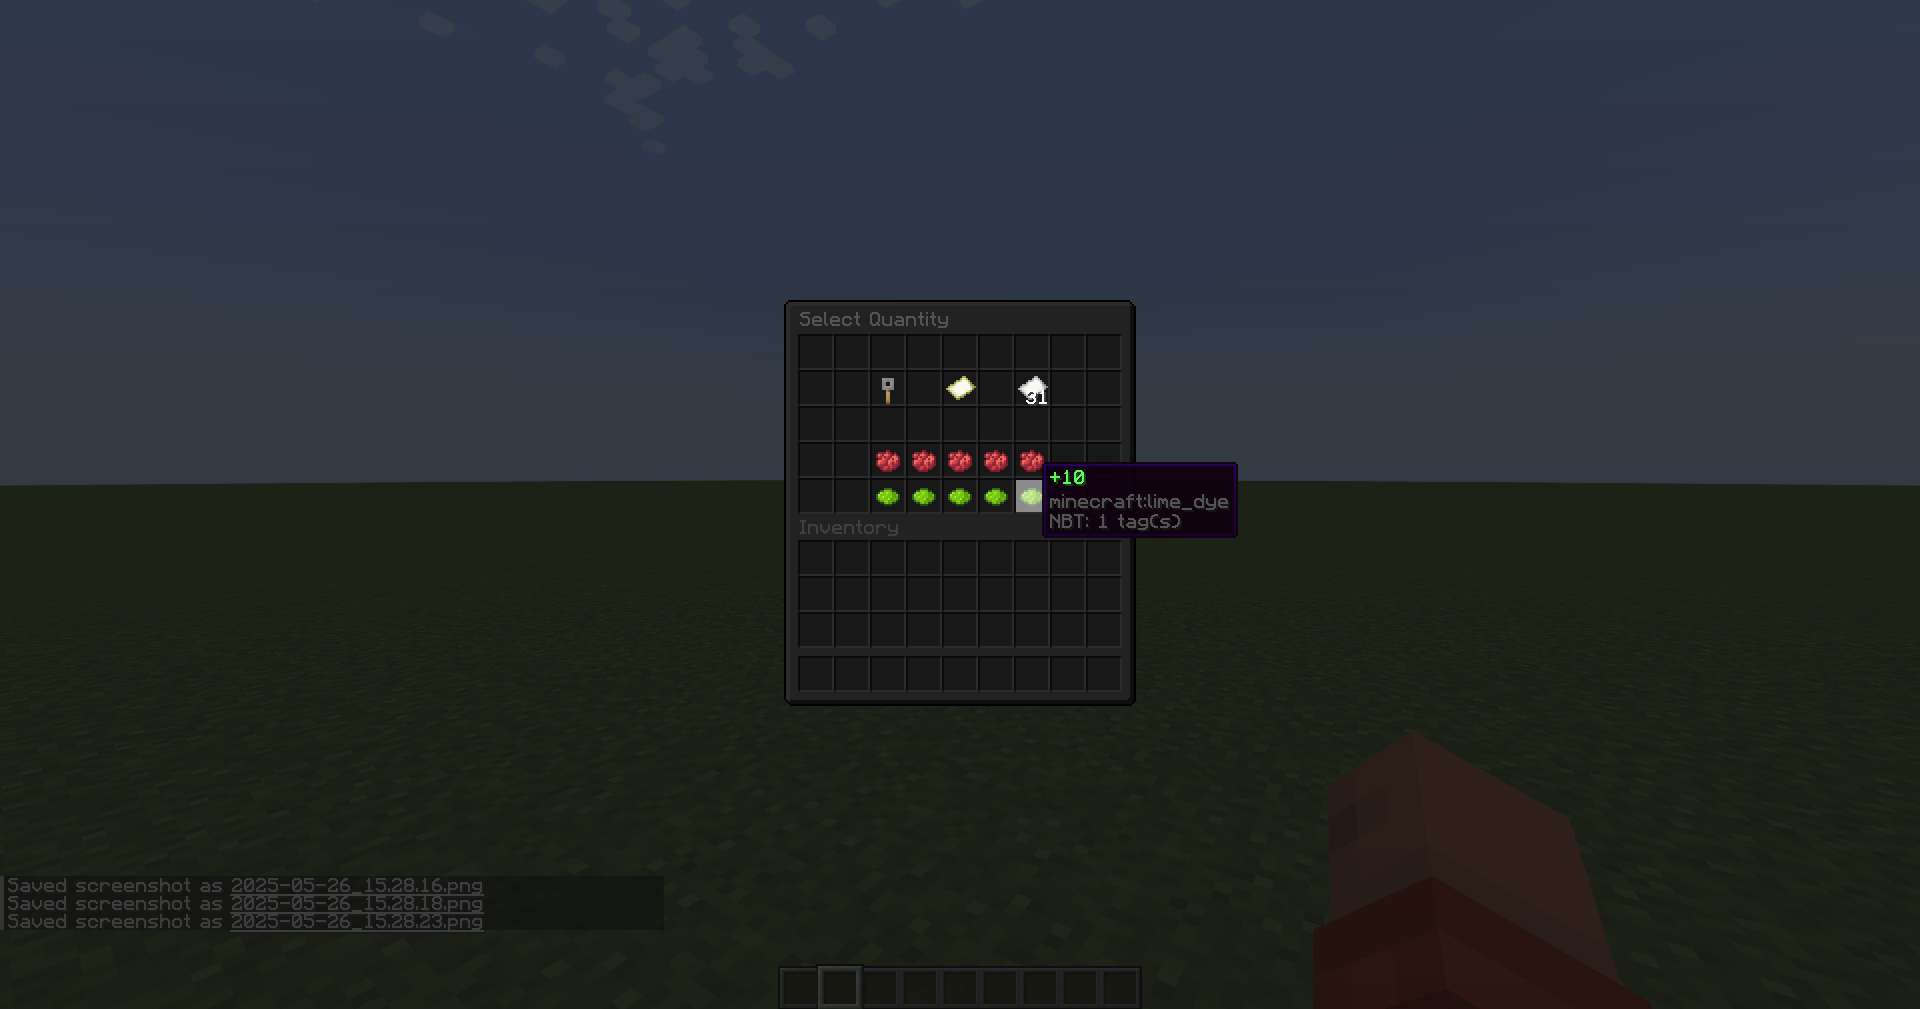 Select Quantity
31
+10
minecraft:lime_dye
NBT: 1 tag(s)
Inventory
Saved screenshot as 2025-05-26_15.28.16.png
Saved screenshot as 2025-05-26_15.28.18.png
Saved screenshot as 2025-05-26_15.28.23.png